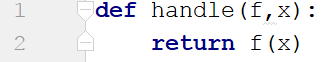 1 def handle(f,x):
2     return f(x)